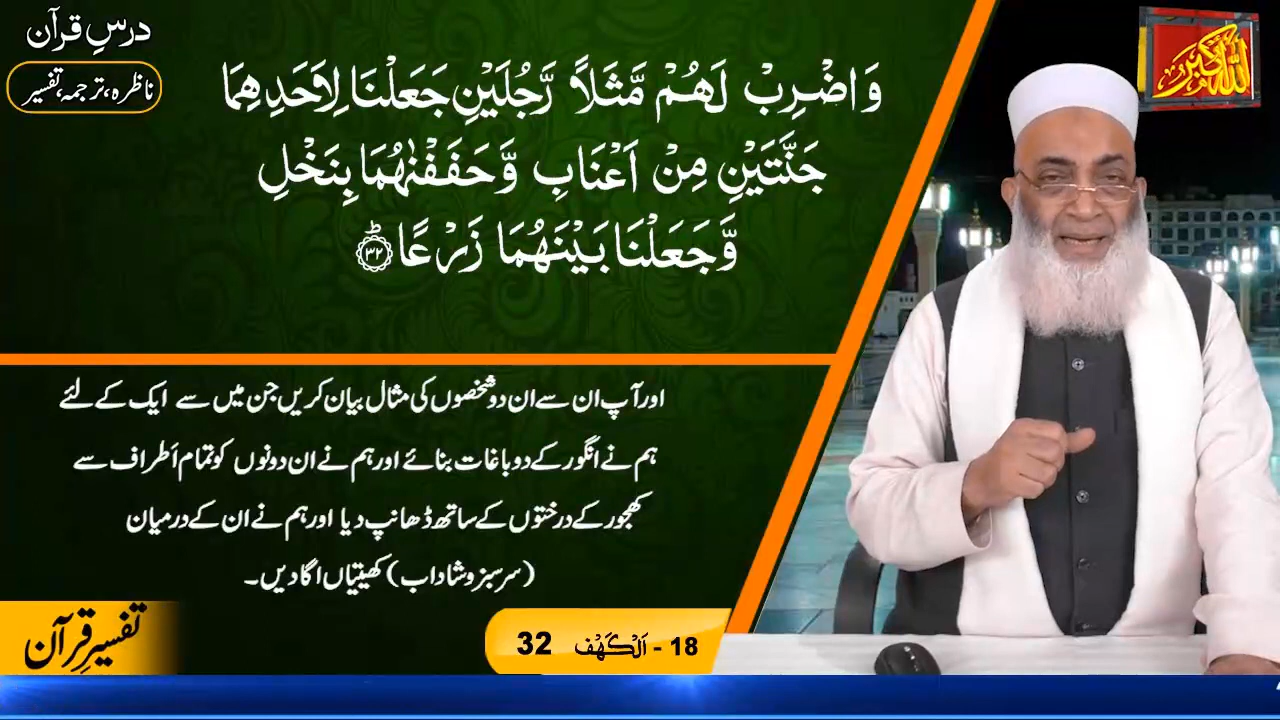 درسِ قرآن
ناظرہ، ترجمہ، تفسیر
اللہ اکبر
وَاضْرِبْ لَهُمْ مَّثَلًا رَّجُلَيْنِ جَعَلْنَا لِاَحَدِهِمَا
جَنَّتَيْنِ مِنْ اَعْنَابٍ وَّحَفَفْنٰهُمَا بِنَخْلٍ
وَّجَعَلْنَا بَيْنَهُمَا زَرْعًاؕ ۝۳۲
اور آپ ان سے ان دو شخصوں کی مثال بیان کریں جن میں سے ایک کے لئے
ہم نے انگور کے دو باغات بنائے اور ہم نے ان دونوں کو تمام اَطراف سے
کھجور کے درختوں کے ساتھ ڈھانپ دیا اور ہم نے ان کے درمیان
(سرسبز و شاداب) کھیتیاں اگا دیں۔
تفسیرِ قرآن
18 - اَلْكَهْف 32